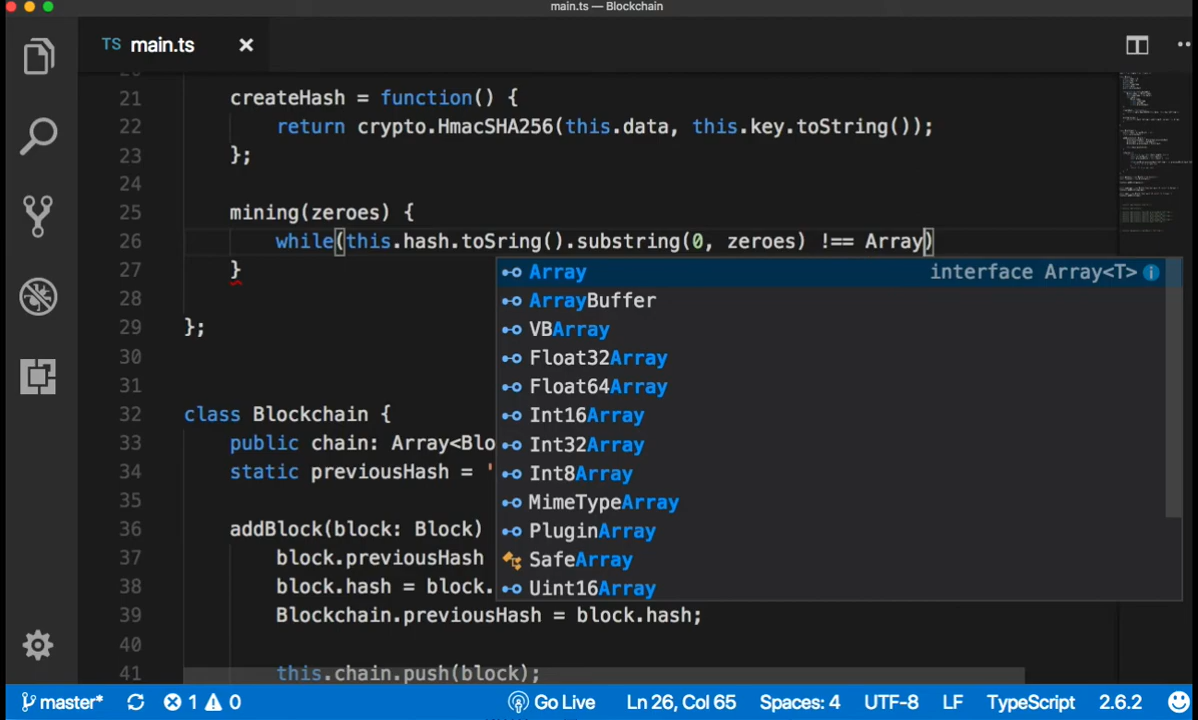 main.ts — Blockchain
TS main.ts ×
21 createHash = function() {
22 return crypto.HmacSHA256(this.data, this.key.toString());
23 };
24
25 mining(zeroes) {
26 while(this.hash.toSring().substring(0, zeroes) !== Array)
27 }
Array interface Array<T>
28 ArrayBuffer
29 }; VBArray
30 Float32Array
31 Float64Array
32 class Blockchain { Int16Array
33 public chain: Array<Blo Int32Array
34 static previousHash = ' Int8Array
35 MimeTypeArray
36 addBlock(block: Block) PluginArray
37 block.previousHash SafeArray
38 block.hash = block. Uint16Array
39 Blockchain.previousHash = block.hash;
40
41 this.chain.push(block);
master* 1 0 Go Live Ln 26, Col 65 Spaces: 4 UTF-8 LF TypeScript 2.6.2